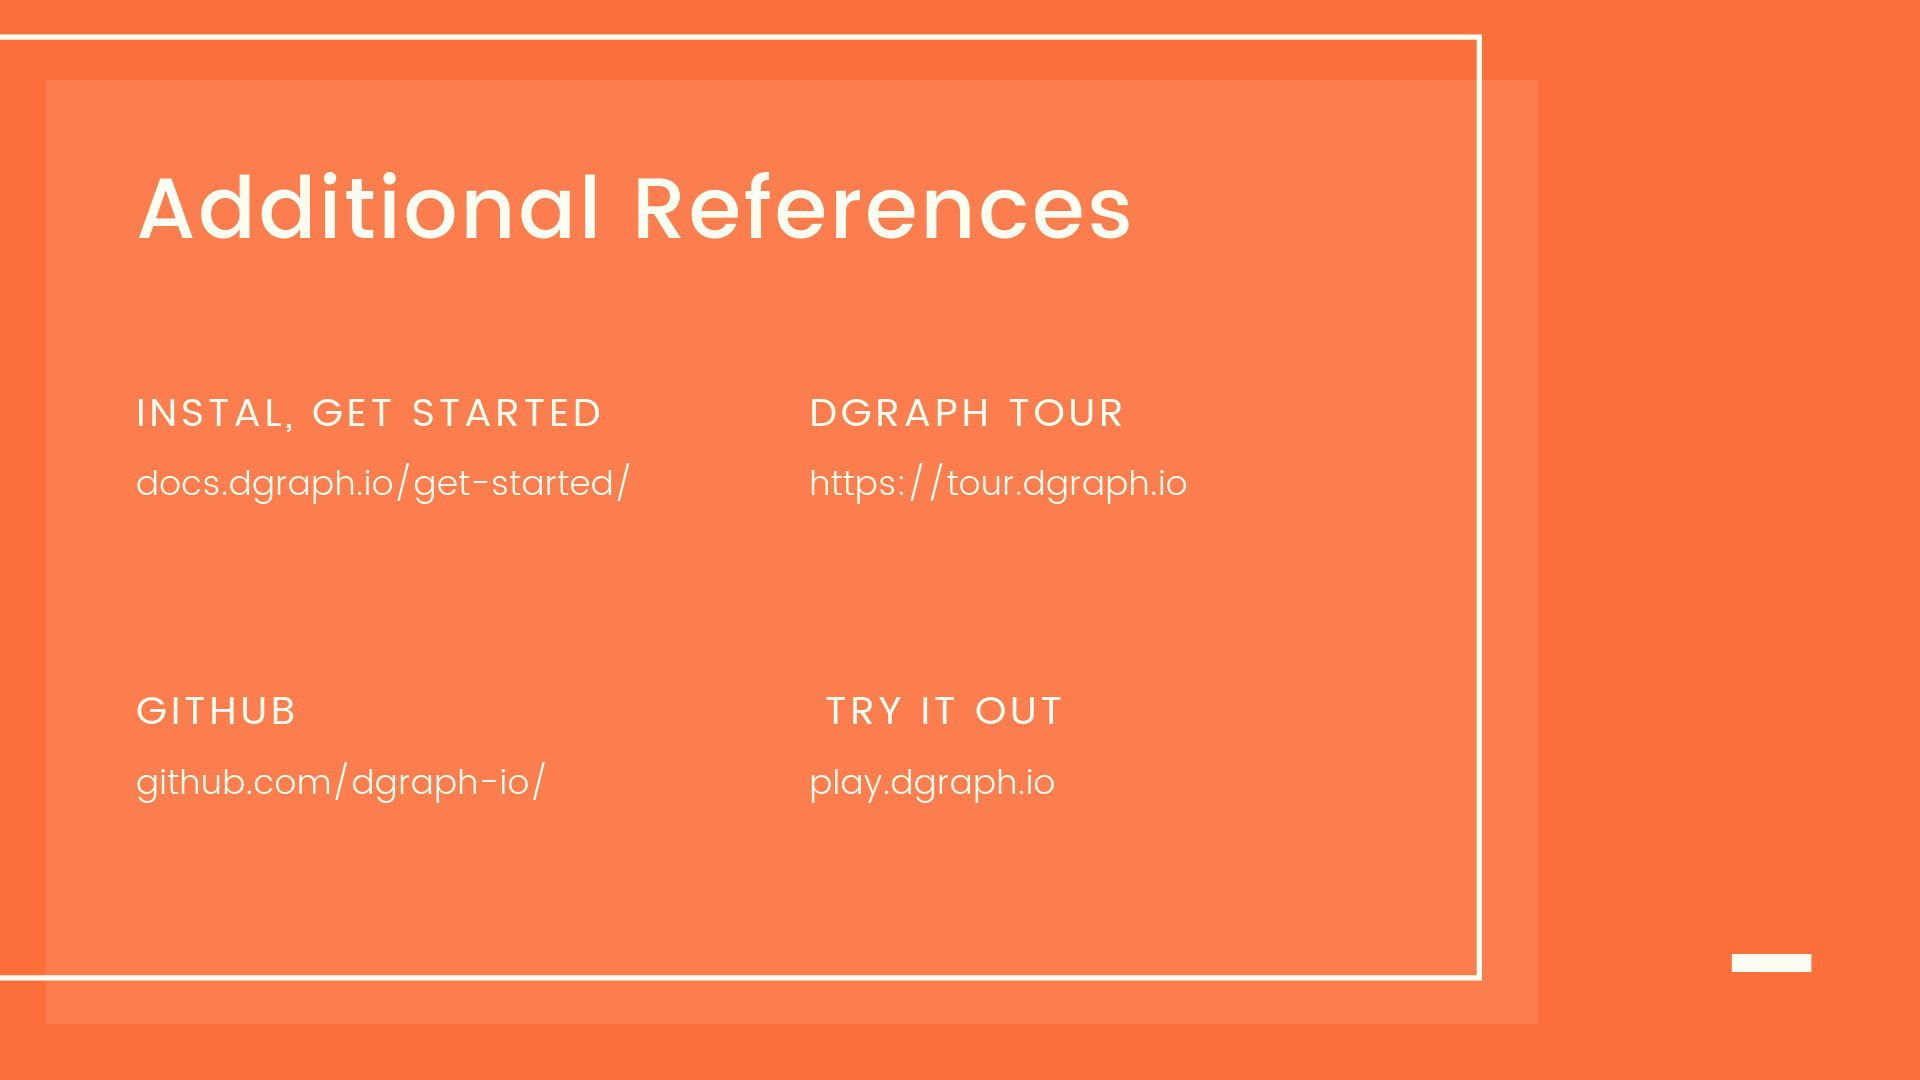 Additional References
INSTAL, GET STARTED
docs.dgraph.io/get-started/
DGRAPH TOUR
https://tour.dgraph.io
GITHUB
github.com/dgraph-io/
TRY IT OUT
play.dgraph.io